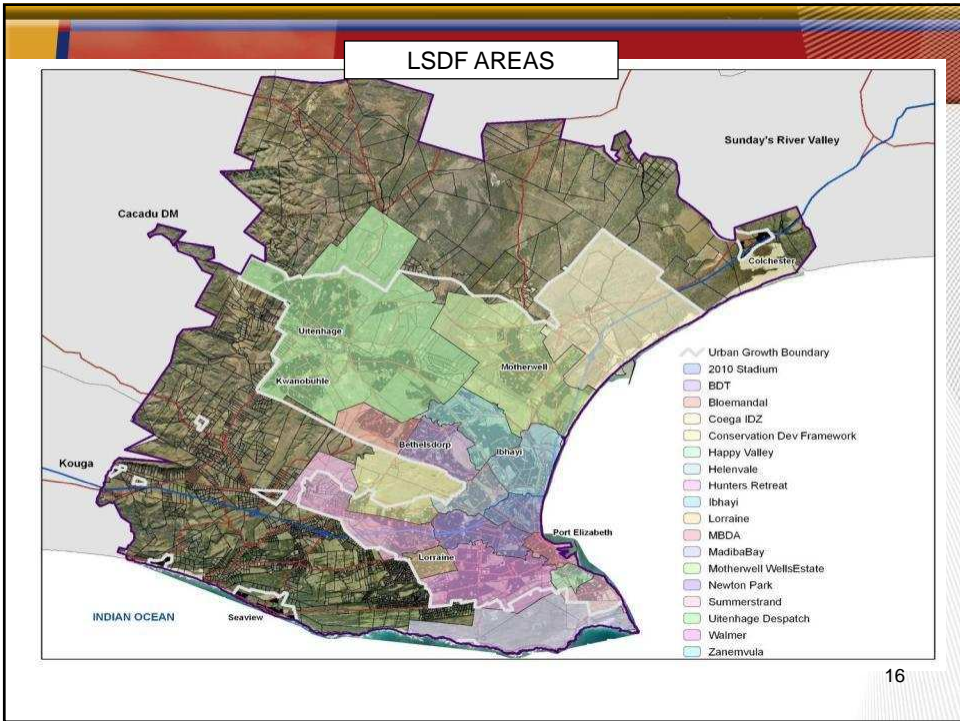 LSDF AREAS
Sunday's River Valley
Cacadu DM
Colchester
Uitenhage
Motherwell
Kwanobuhle
Bethelsdorp
Ibhayi
Kouga
Port Elizabeth
Lorraine
INDIAN OCEAN
Seaview
Urban Growth Boundary
2010 Stadium
BDT
Bloemandal
Coega IDZ
Conservation Dev Framework
Happy Valley
Helenvale
Hunters Retreat
Ibhayi
Lorraine
MBDA
MadibaBay
Motherwell WellsEstate
Newton Park
Summerstrand
Uitenhage Despatch
Walmer
Zanemvula
16